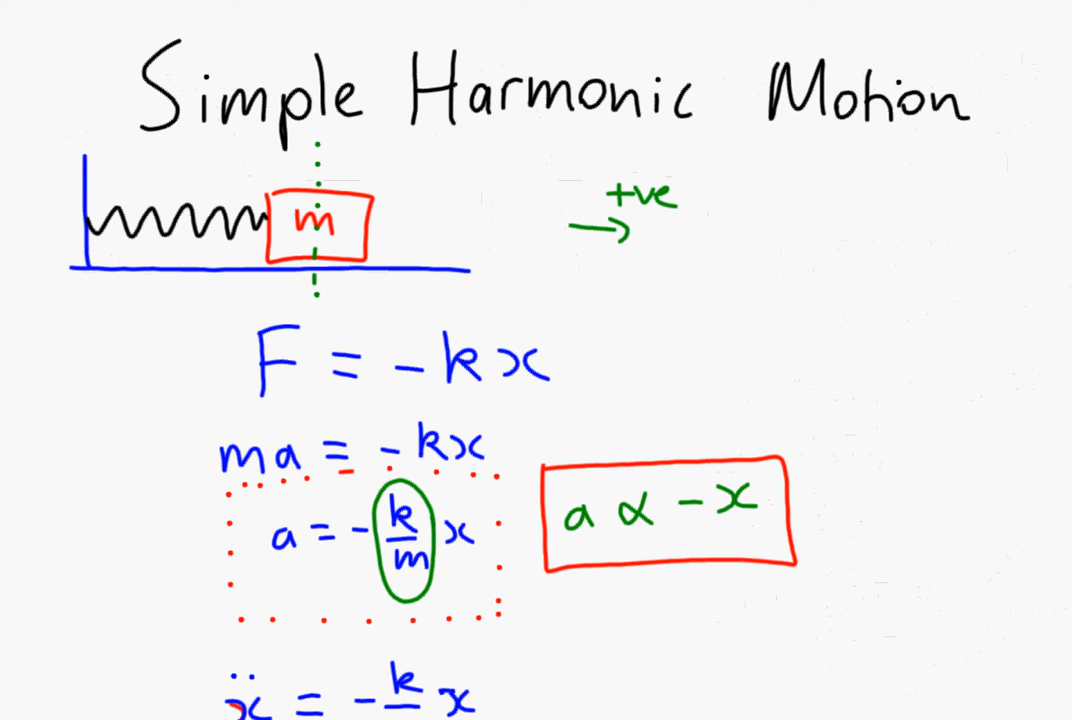 Simple Harmonic Motion
m
+ve
F = -kx
ma = -kx
a = -k/m x
a ∝ -x
ẍ = -k/ x